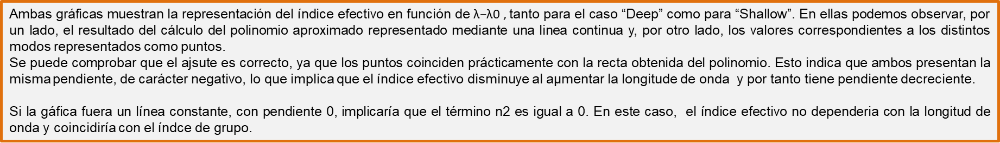 Ambas gráficas muestran la representación del índice efectivo en función de λ−λ0 , tanto para el caso “Deep” como para “Shallow”. En ellas podemos observar, por
un lado, el resultado del cálculo del polinomio aproximado representado mediante una linea continua y, por otro lado, los valores correspondientes a los distintos
modos representados como puntos.
Se puede comprobar que el ajsute es correcto, ya que los puntos coinciden prácticamente con la recta obtenida del polinomio. Esto indica que ambos presentan la
misma pendiente, de carácter negativo, lo que implica que el índice efectivo disminuye al aµmentar la longitude de onda y por tanto tiene pendiente decreciente.
Si la gáfica fuera un línea constante, con pendiente 0, implicaría que el término n2 es igual a 0. En este caso, el índice efectivo no dependeria con la longitud de
onda y coincidiría con el índce de grupo.